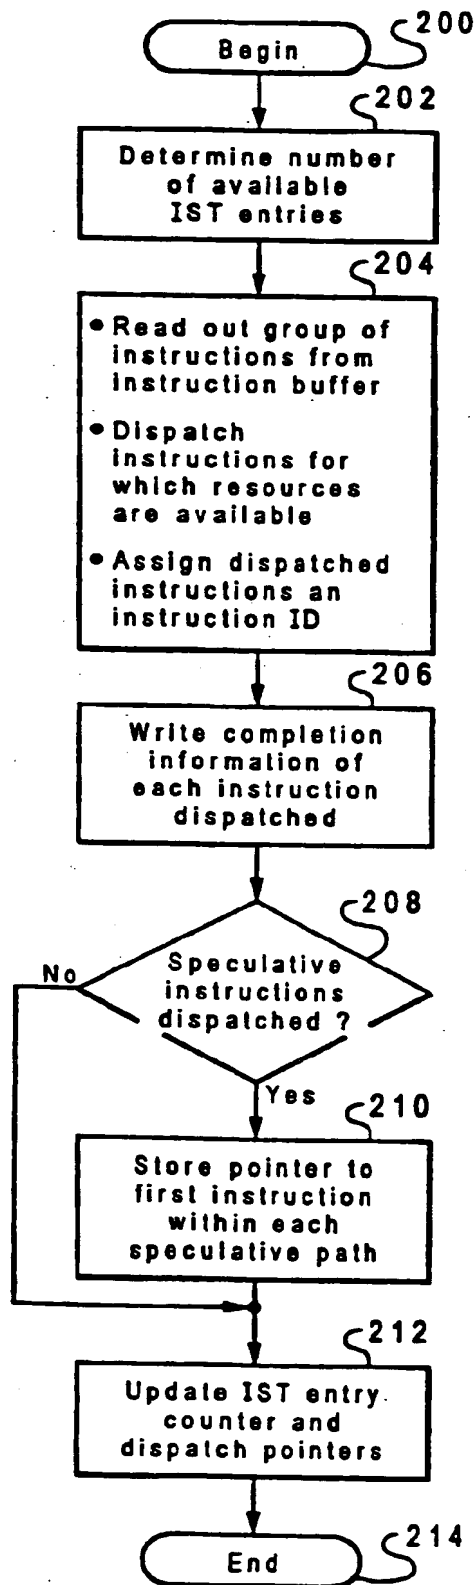 200
Begin
202
Determine number
of available
IST entries
204
• Read out group of
instructions from
instruction buffer
• Dispatch
instructions for
which resources
are available
• Assign dispatched
instructions an
instruction ID
206
Write completion
information of
each instruction
dispatched
208
No
Speculative
instructions
dispatched ?
Yes
210
Store pointer to
first instruction
within each
speculative path
212
Update IST entry
counter and
dispatch pointers
End
214